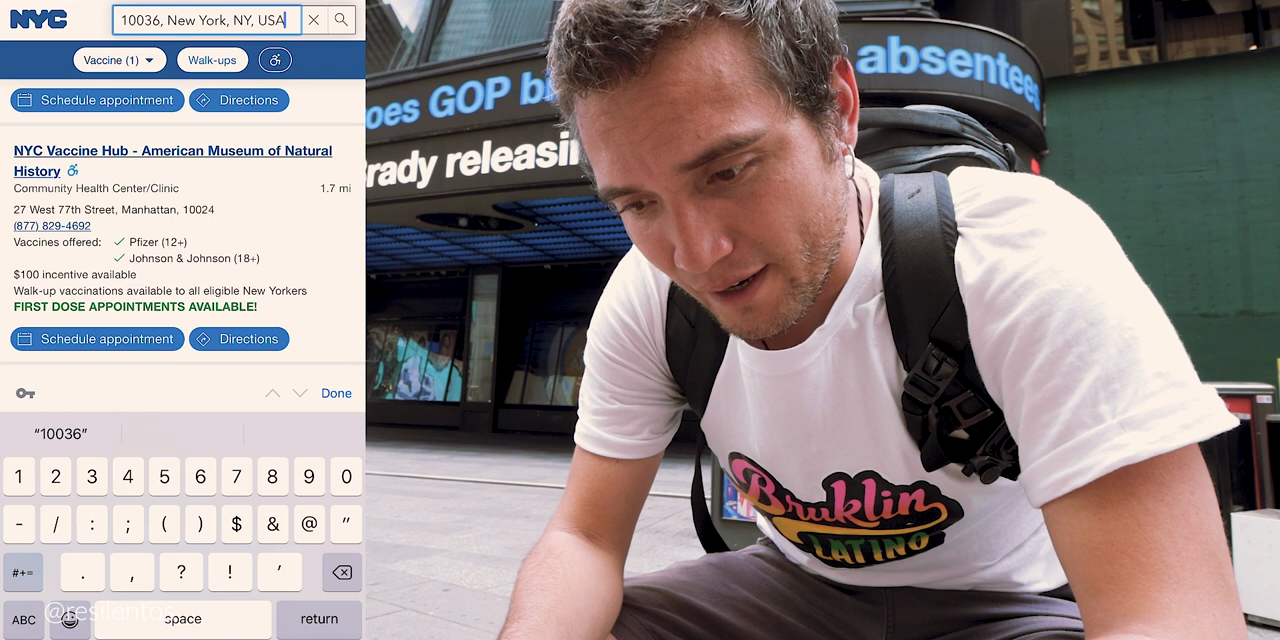 NYC
10036, New York, NY, USA
Vaccine (1)
Walk-ups
Schedule appointment
Directions
NYC Vaccine Hub - American Museum of Natural
History
Community Health Center/Clinic
1.7 mi
27 West 77th Street, Manhattan, 10024
(877) 829-4692
Vaccines offered:
Pfizer (12+)
Johnson & Johnson (18+)
$100 incentive available
Walk-up vaccinations available to all eligible New Yorkers
FIRST DOSE APPOINTMENTS AVAILABLE!
Schedule appointment
Directions
Done
“10036”
1 2 3 4 5 6 7 8 9 0
- / : ; ( ) $ & @ ”
#+= . , ? ! ’
ABC
space
return
@resilentos
oes GOP
absentee
rady
Bruklin
LATINO